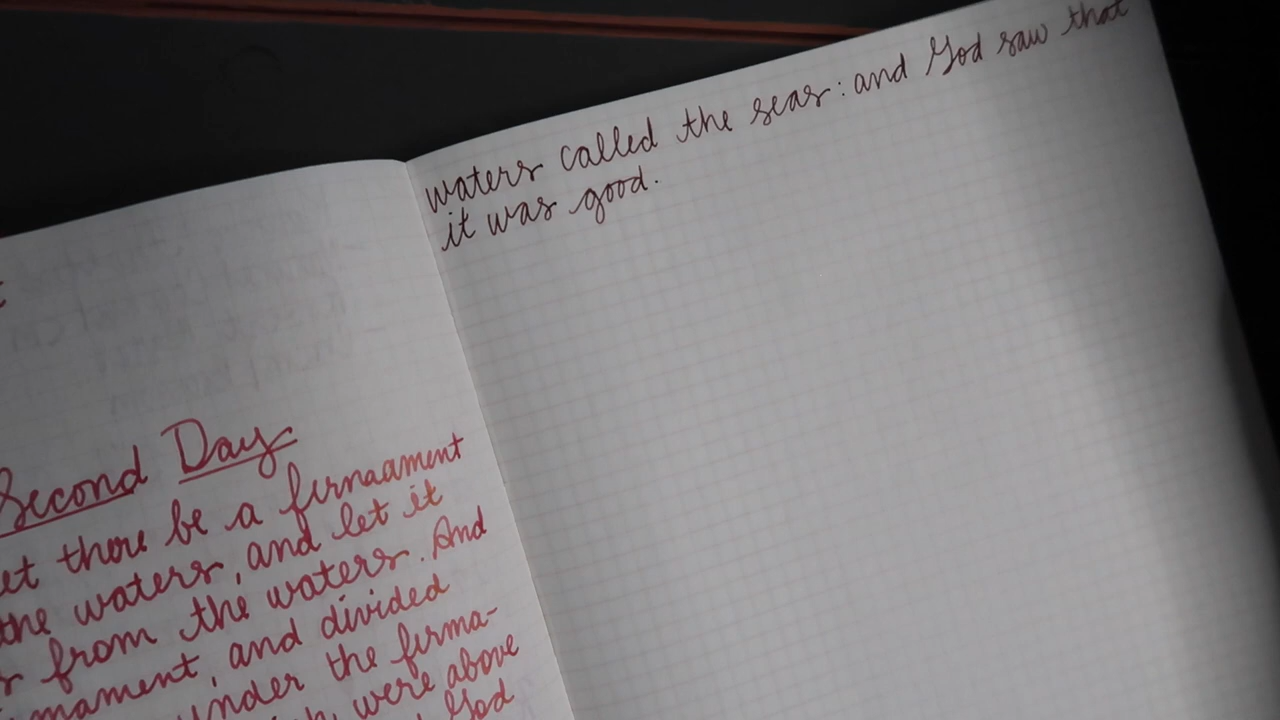 Second Day
et there be a firnaament
the waters, and let it
from the waters. And
mament, and divided
under the firma-
were above
God
waters called the seas: and God saw that
it was good.